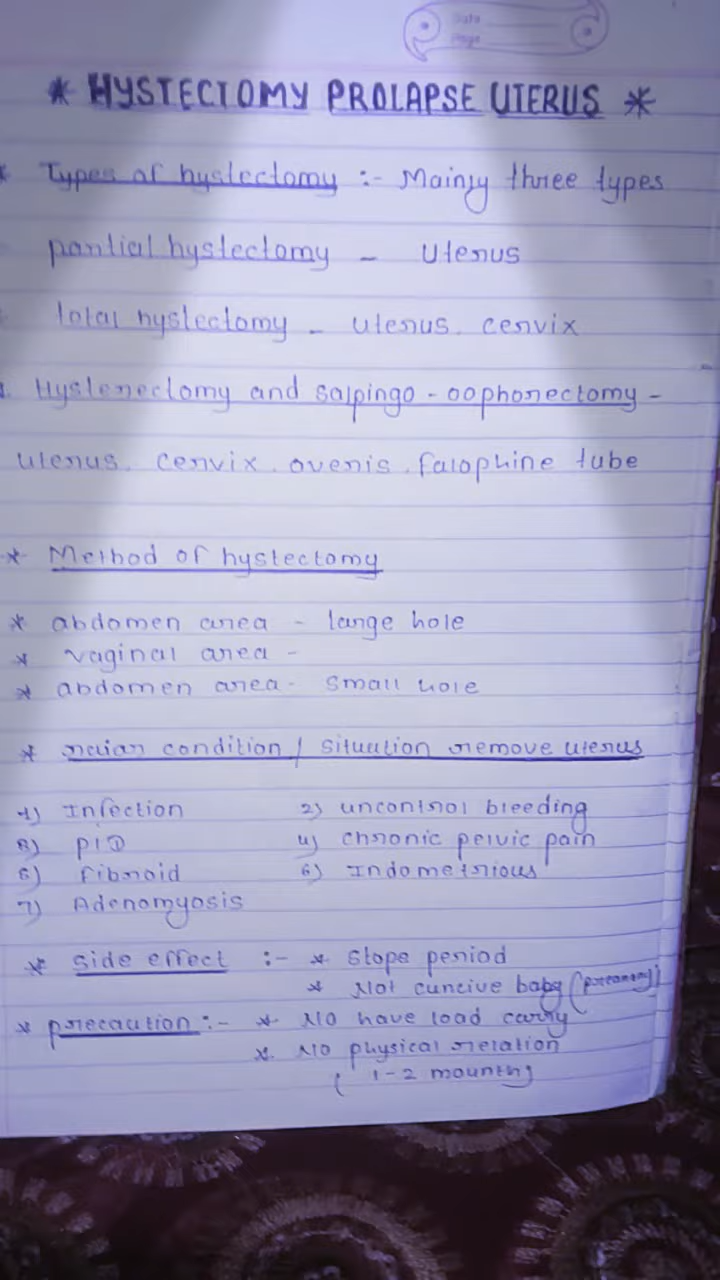 Date
Page
* HYSTECTOMY PROLAPSE UTERUS *
* Types of hystectomy :- Mainly three types
partial hystectomy - Uterus
total hystectomy - uterus. cervix
Hysterectomy and salpingo - oophorectomy -
uterus. cervix. overis. falophine tube
* Method of hystectomy
* abdomen area - large hole
* vaginal area -
* abdomen area - small hole
* condition / situation remove uterus
1) Infection 2) uncontrol bleeding
3) PID 4) chronic pelvic pain
5) fibroid 6) Indometrious
7) Adenomyosis
* side effect :- * Stope period
* Not cuncive baby
* precaution :- * NO have load carry
* NO physical relation
( 1-2 mounth)